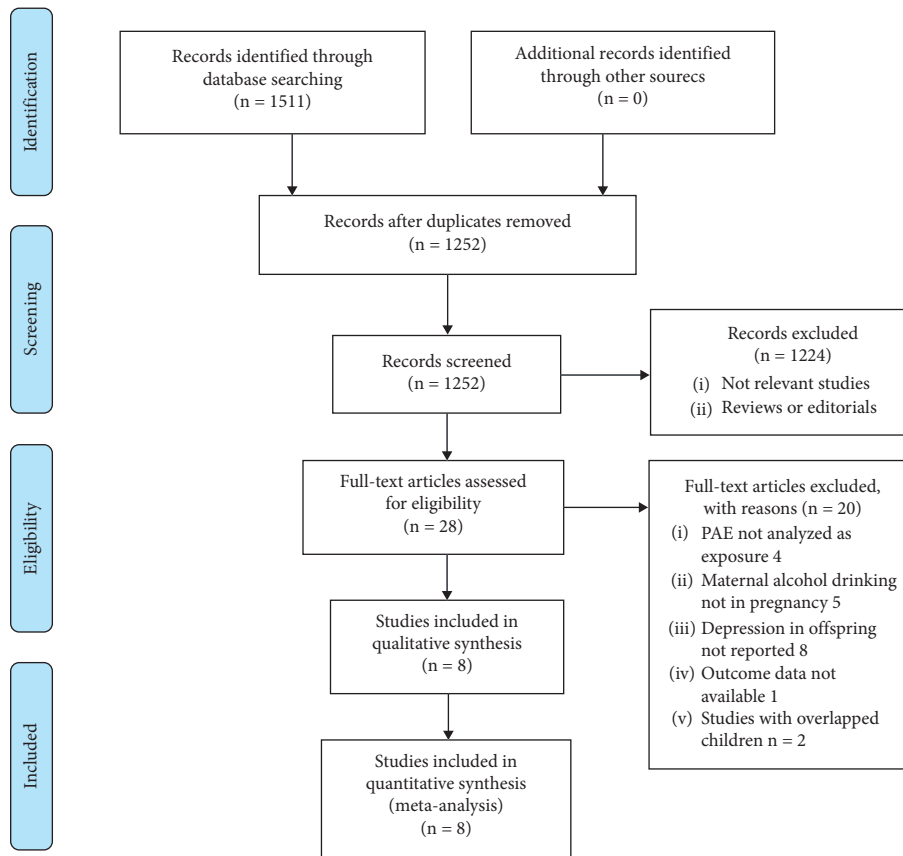 Identification
Records identified through
database searching
(n = 1511)
Additional records identified
through other sourecs
(n = 0)
Records after duplicates removed
(n = 1252)
Screening
Records screened
(n = 1252)
Records excluded
(n = 1224)
(i) Not relevant studies
(ii) Reviews or editorials
Eligibility
Full-text articles assessed
for eligibility
(n = 28)
Full-text articles excluded,
with reasons (n = 20)
(i) PAE not analyzed as
exposure 4
(ii) Maternal alcohol drinking
not in pregnancy 5
(iii) Depression in offspring
not reported 8
(iv) Outcome data not
available 1
(v) Studies with overlapped
children n = 2
Studies included in
qualitative synthesis
(n = 8)
Included
Studies included in
quantitative synthesis
(meta-analysis)
(n = 8)